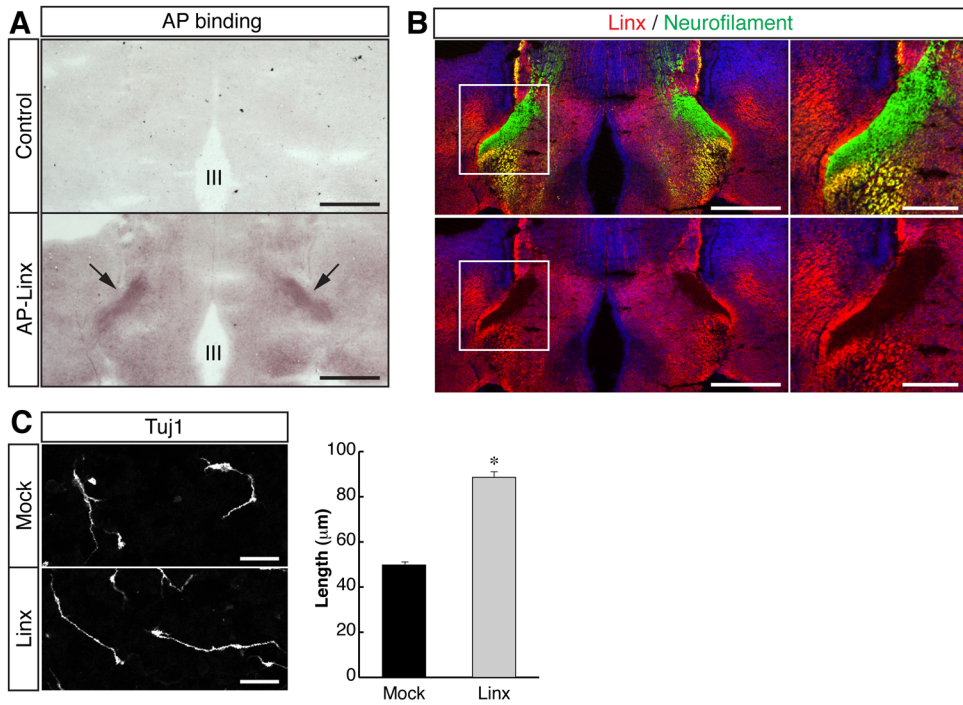 A
AP binding
Control
III
AP-Linx
III
B
Linx / Neurofilament
C
Tuj1
Mock
Linx
Length (μm)
100
80
60
40
20
0
*
Mock
Linx